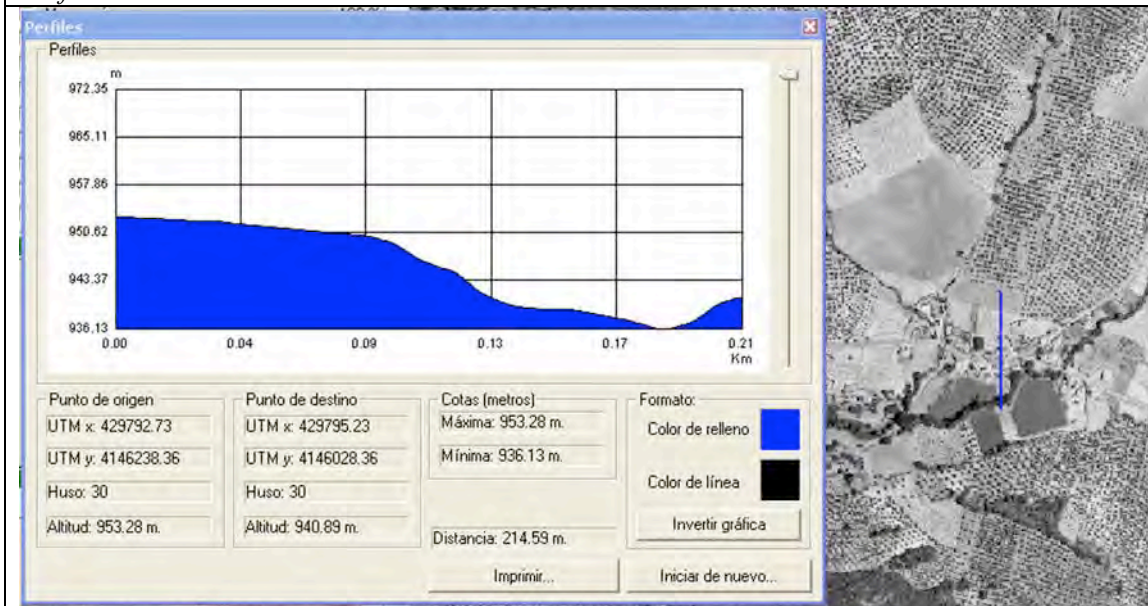 Perfiles
Perfiles
m
972.35
965.11
957.86
950.62
943.37
936.13
0.00 0.04 0.09 0.13 0.17 0.21
Km
Punto de origen
UTM x: 429792.73
UTM y: 4146238.36
Huso: 30
Altitud: 953.28 m.
Punto de destino
UTM x: 429795.23
UTM y: 4146028.36
Huso: 30
Altitud: 940.89 m.
Cotas (metros)
Máxima: 953.28 m.
Mínima: 936.13 m.
Distancia: 214.59 m.
Formato:
Color de relleno
Color de línea
Invertir gráfica
Imprimir...
Iniciar de nuevo...